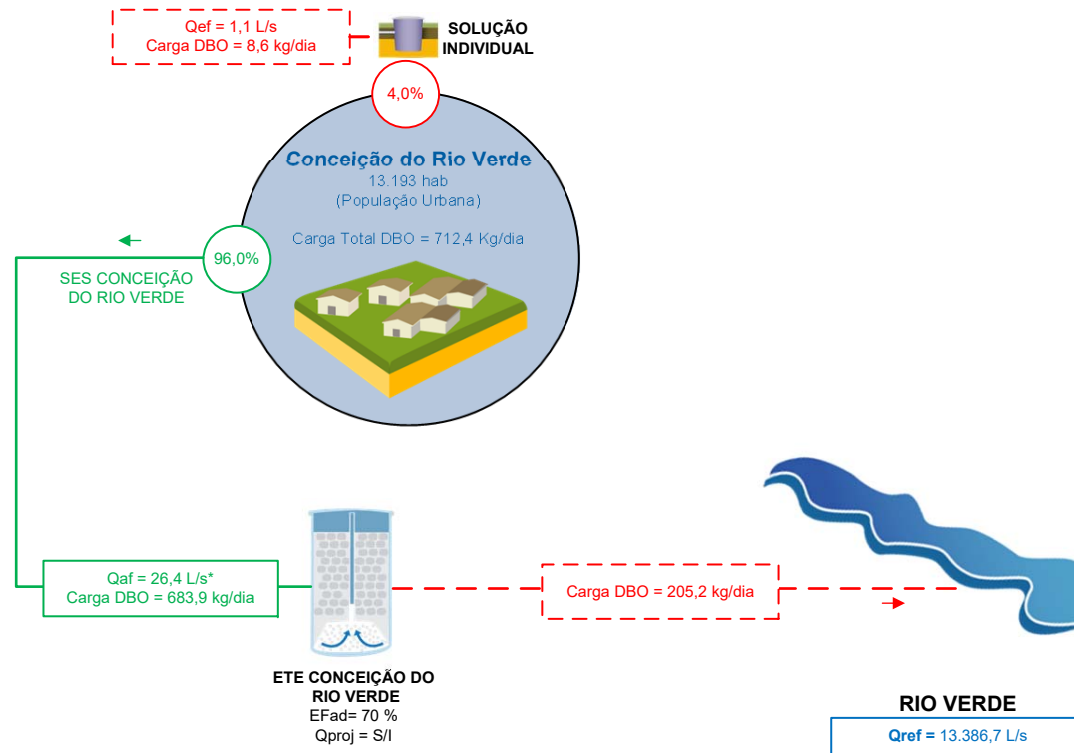 Qef = 1,1 L/s
Carga DBO = 8,6 kg/dia
SOLUÇÃO
INDIVIDUAL
4,0%
Conceição do Rio Verde
13.193 hab
(População Urbana)
Carga Total DBO = 712,4 Kg/dia
96,0%
SES CONCEIÇÃO
DO RIO VERDE
Qaf = 26,4 L/s*
Carga DBO = 683,9 kg/dia
Carga DBO = 205,2 kg/dia
ETE CONCEIÇÃO DO
RIO VERDE
EFad= 70 %
Qproj = S/I
RIO VERDE
Qref = 13.386,7 L/s